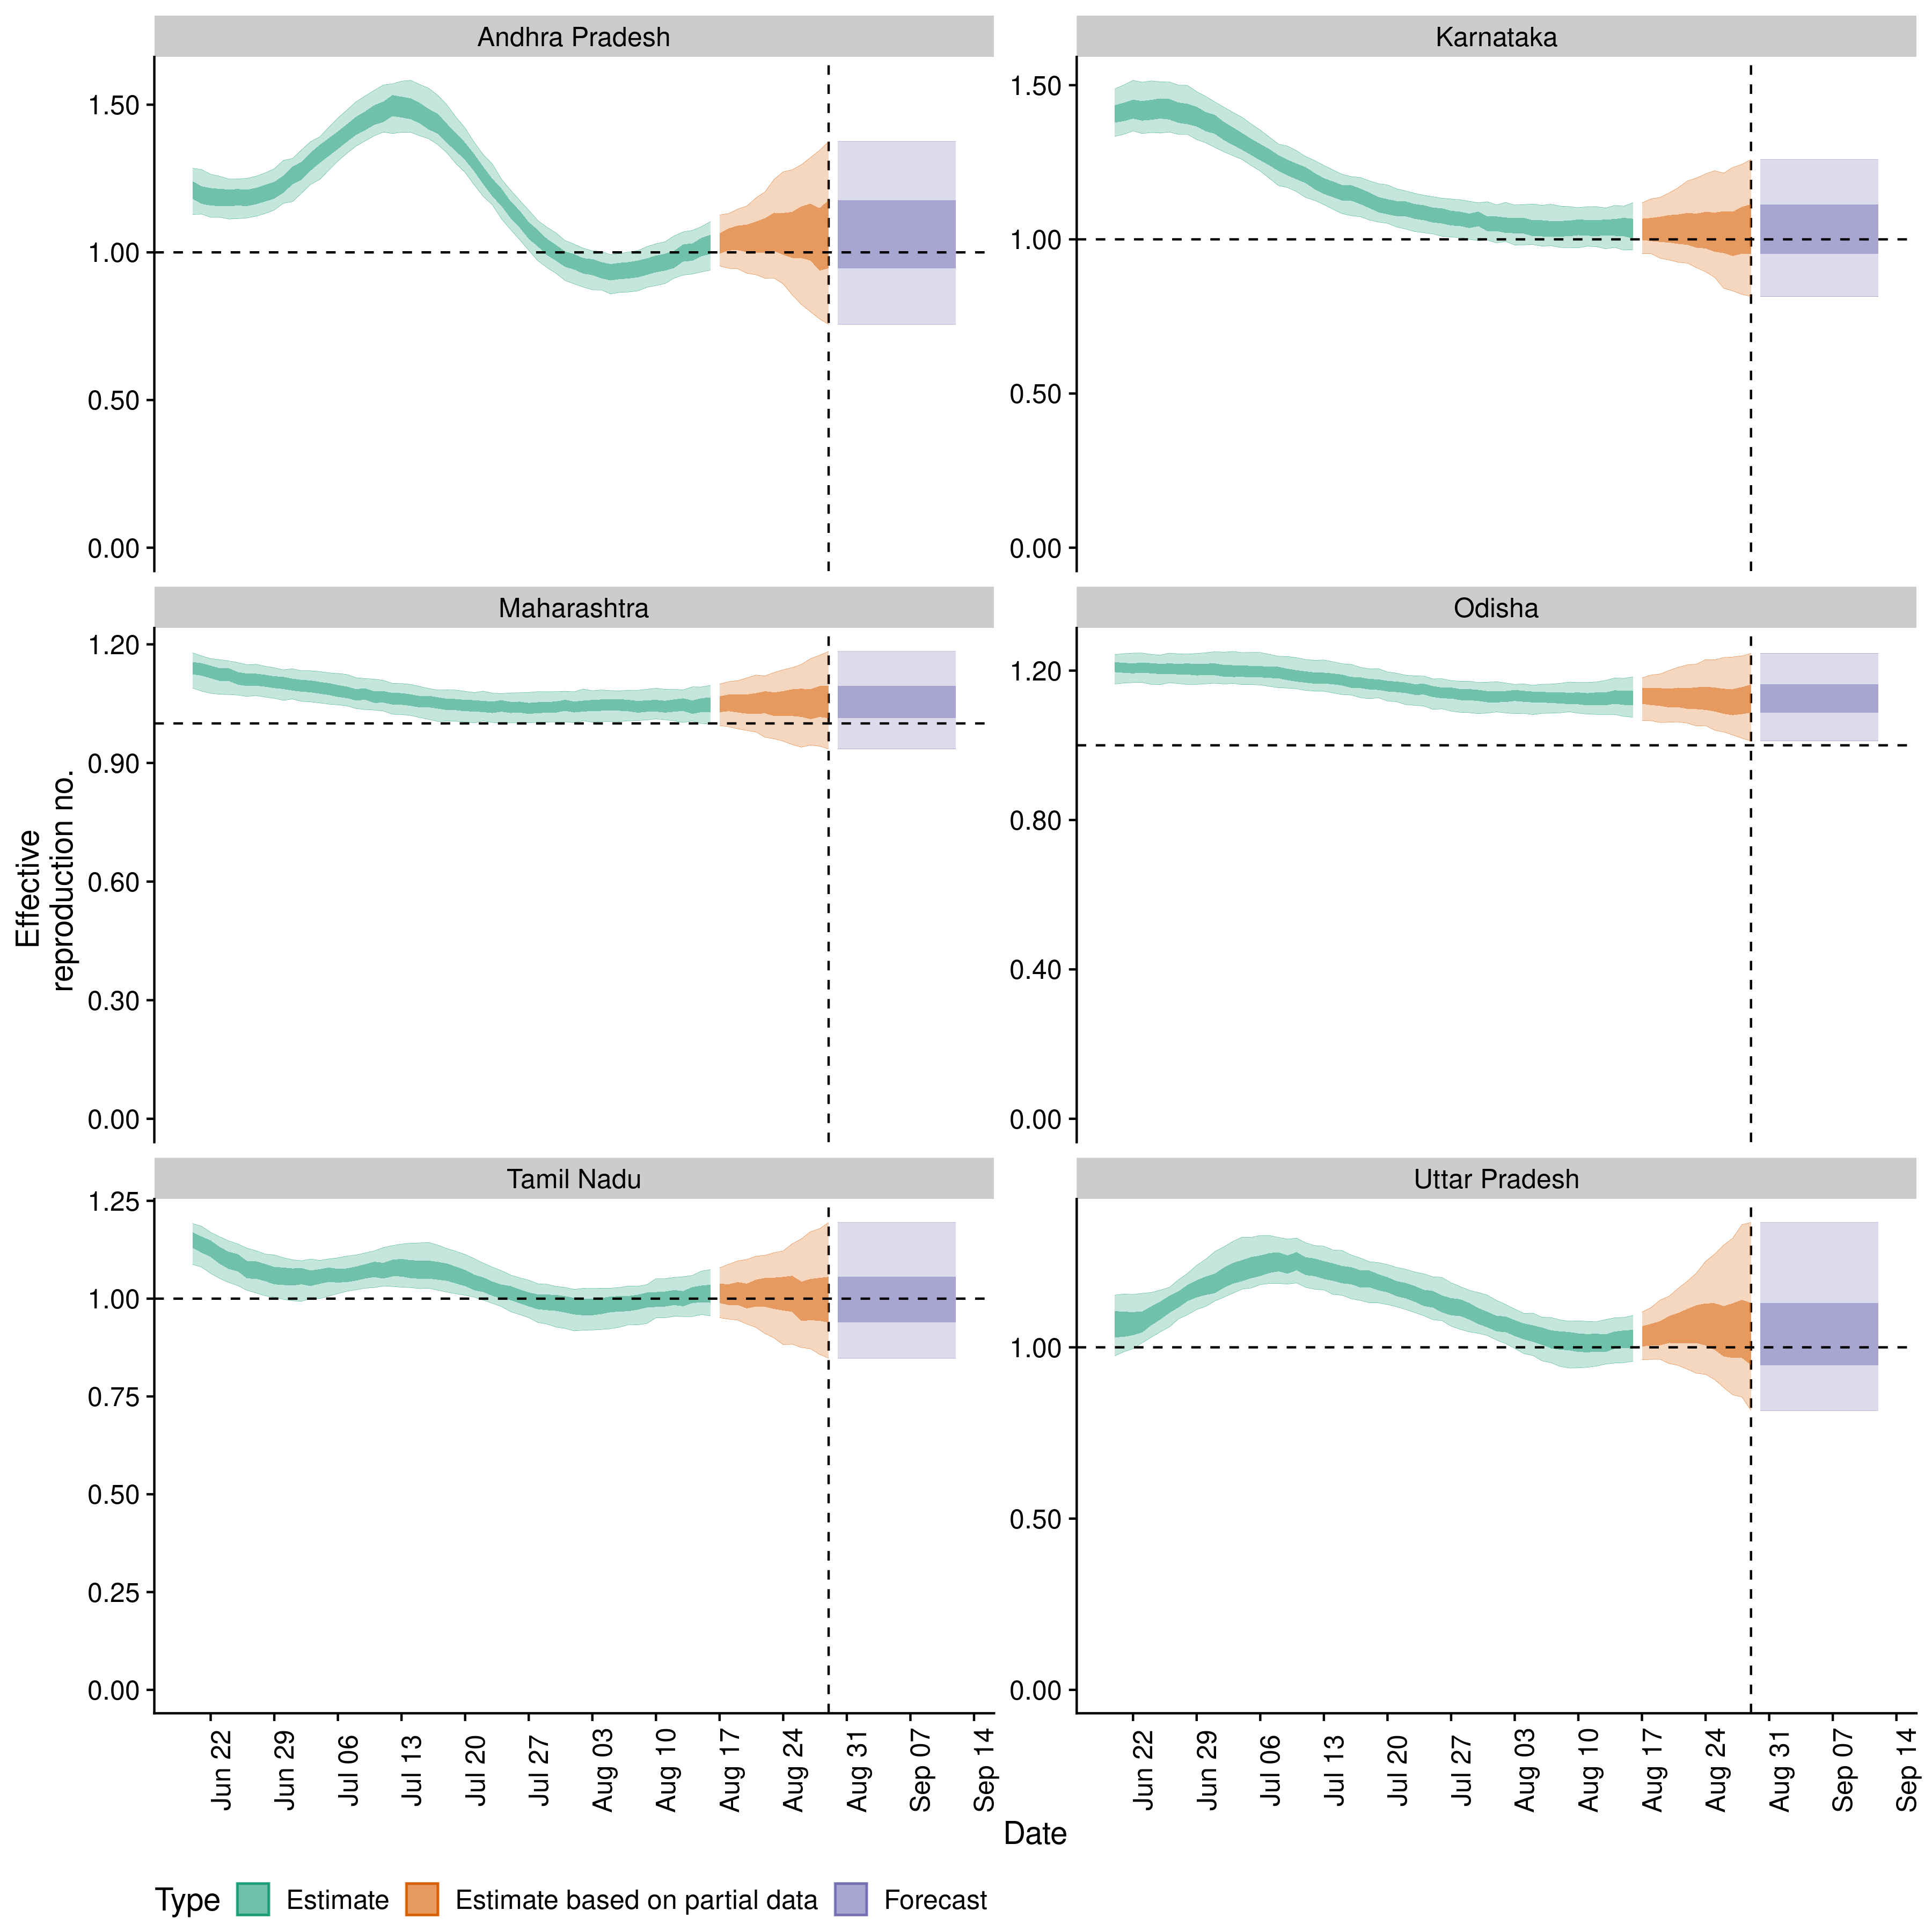 Andhra Pradesh
Karnataka
1.50
1.00
0.50
0.00
1.50
1.00
0.50
0.00
Maharashtra
Odisha
1.20
0.90
0.60
0.30
0.00
1.20
0.80
0.40
0.00
Effective
reproduction no.
Tamil Nadu
Uttar Pradesh
1.25
1.00
0.75
0.50
0.25
0.00
1.00
0.50
0.00
Jun 22
Jun 29
Jul 06
Jul 13
Jul 20
Jul 27
Aug 03
Aug 10
Aug 17
Aug 24
Aug 31
Sep 07
Sep 14
Jun 22
Jun 29
Jul 06
Jul 13
Jul 20
Jul 27
Aug 03
Aug 10
Aug 17
Aug 24
Aug 31
Sep 07
Sep 14
Date
Type Estimate Estimate based on partial data Forecast